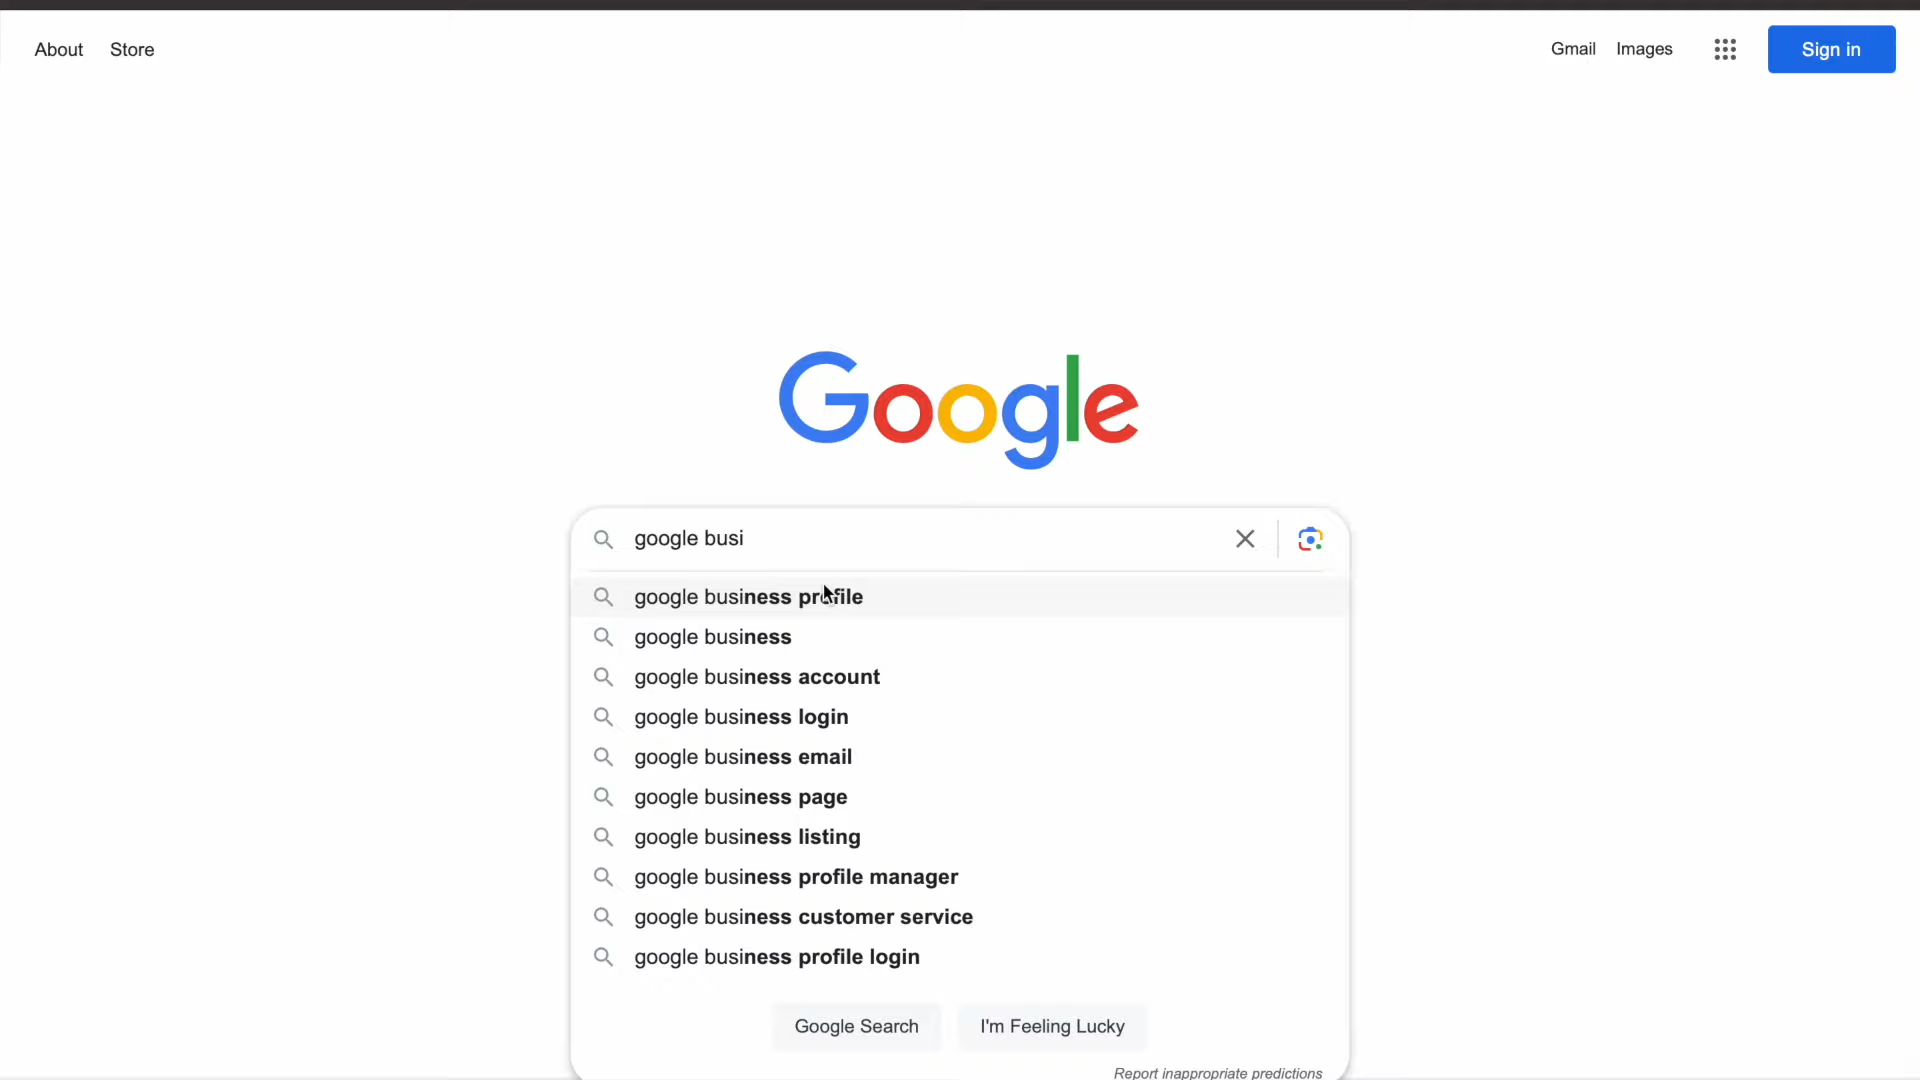 About Store
Gmail Images Sign in
Google
google busi
google business profile
google business
google business account
google business login
google business email
google business page
google business listing
google business profile manager
google business customer service
google business profile login
Google Search I'm Feeling Lucky
Report inappropriate predictions